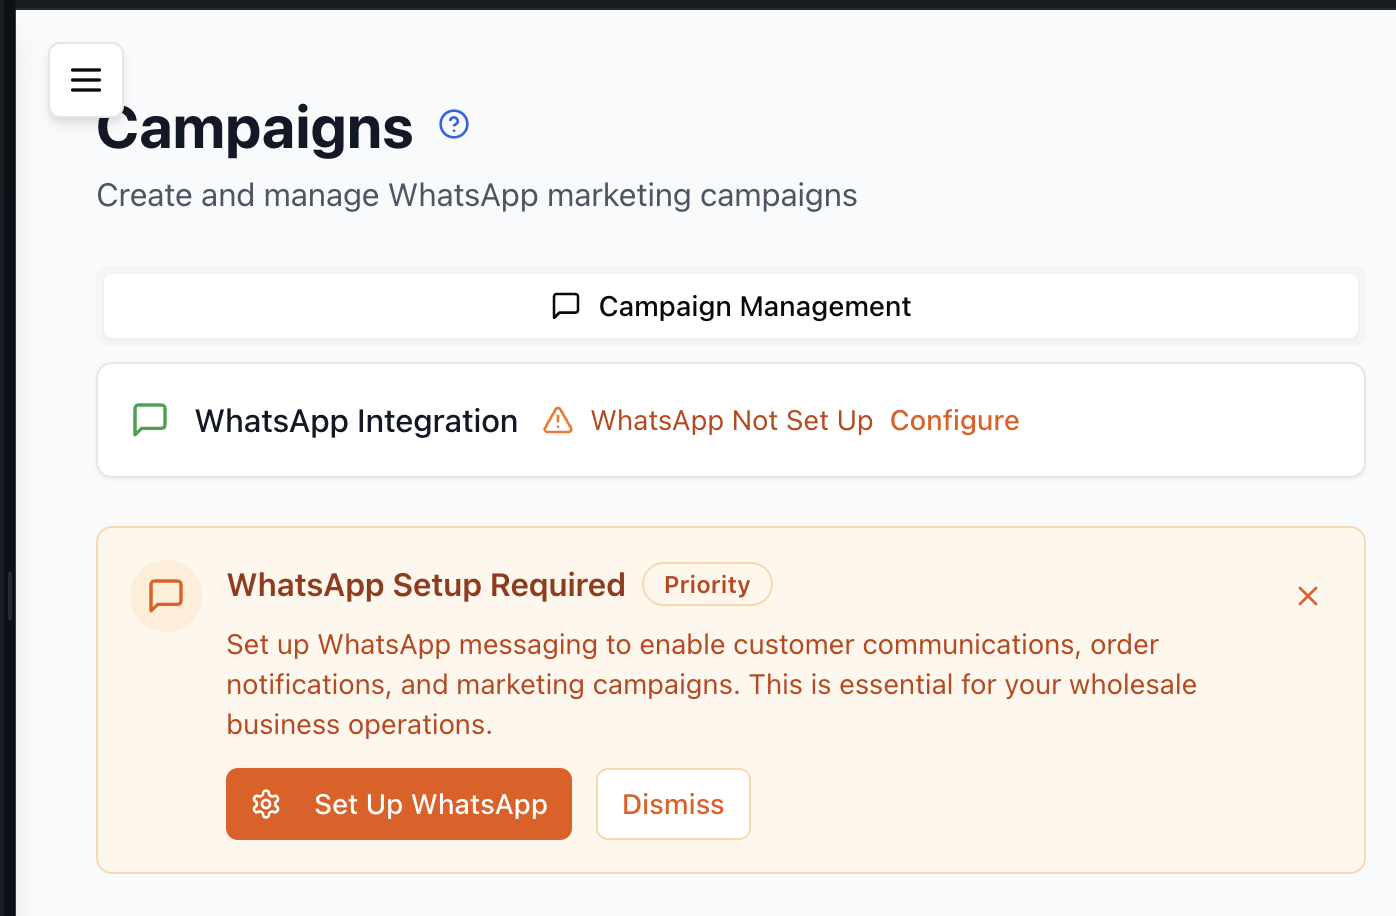 Campaigns
Create and manage WhatsApp marketing campaigns
Campaign Management
WhatsApp Integration WhatsApp Not Set Up Configure
WhatsApp Setup Required Priority
Set up WhatsApp messaging to enable customer communications, order
notifications, and marketing campaigns. This is essential for your wholesale
business operations.
Set Up WhatsApp Dismiss